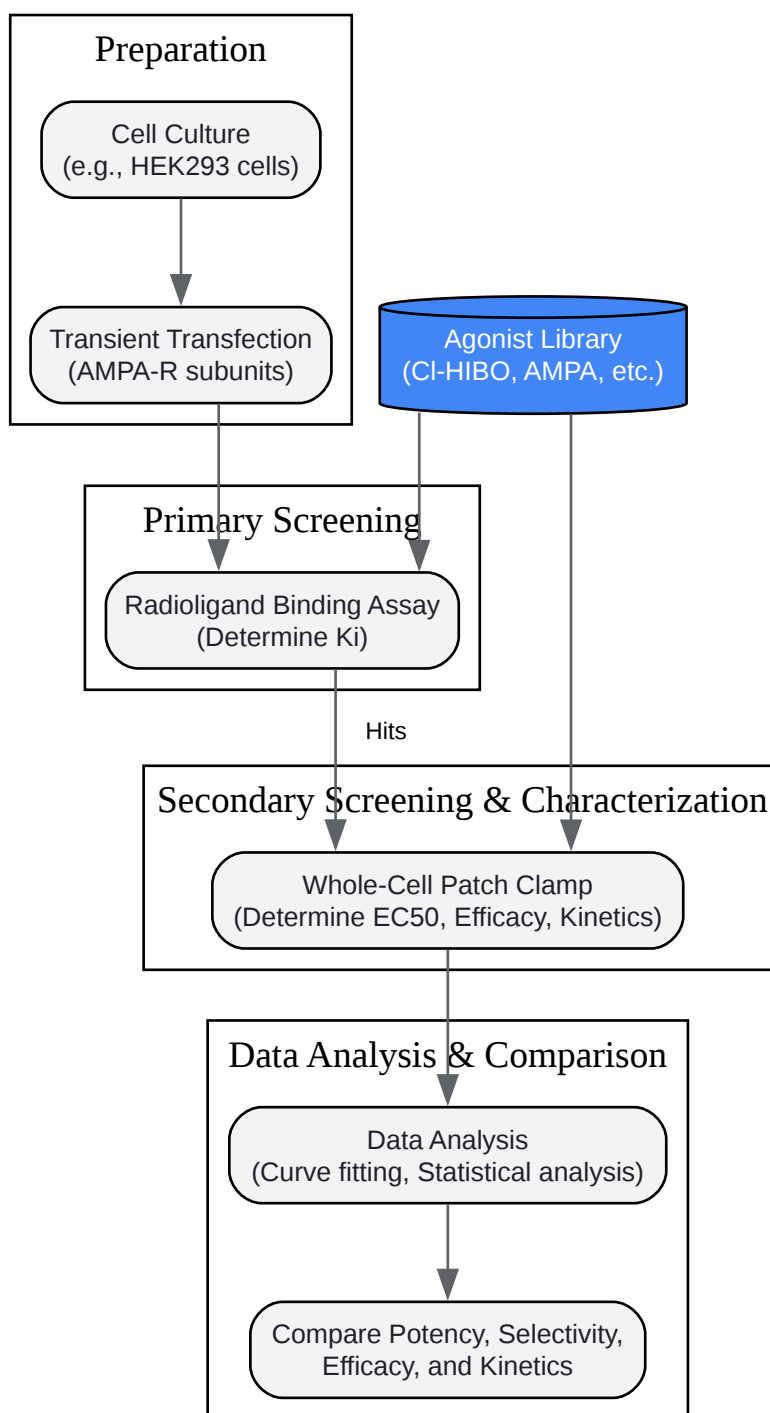 Preparation
Cell Culture
(e.g., HEK293 cells)
Transient Transfection
(AMPA-R subunits)
Agonist Library
(Cl-HIBO, AMPA, etc.)
Primary Screening
Radioligand Binding Assay
(Determine Ki)
Hits
Secondary Screening & Characterization
Whole-Cell Patch Clamp
(Determine EC50, Efficacy, Kinetics)
Data Analysis & Comparison
Data Analysis
(Curve fitting, Statistical analysis)
Compare Potency, Selectivity,
Efficacy, and Kinetics